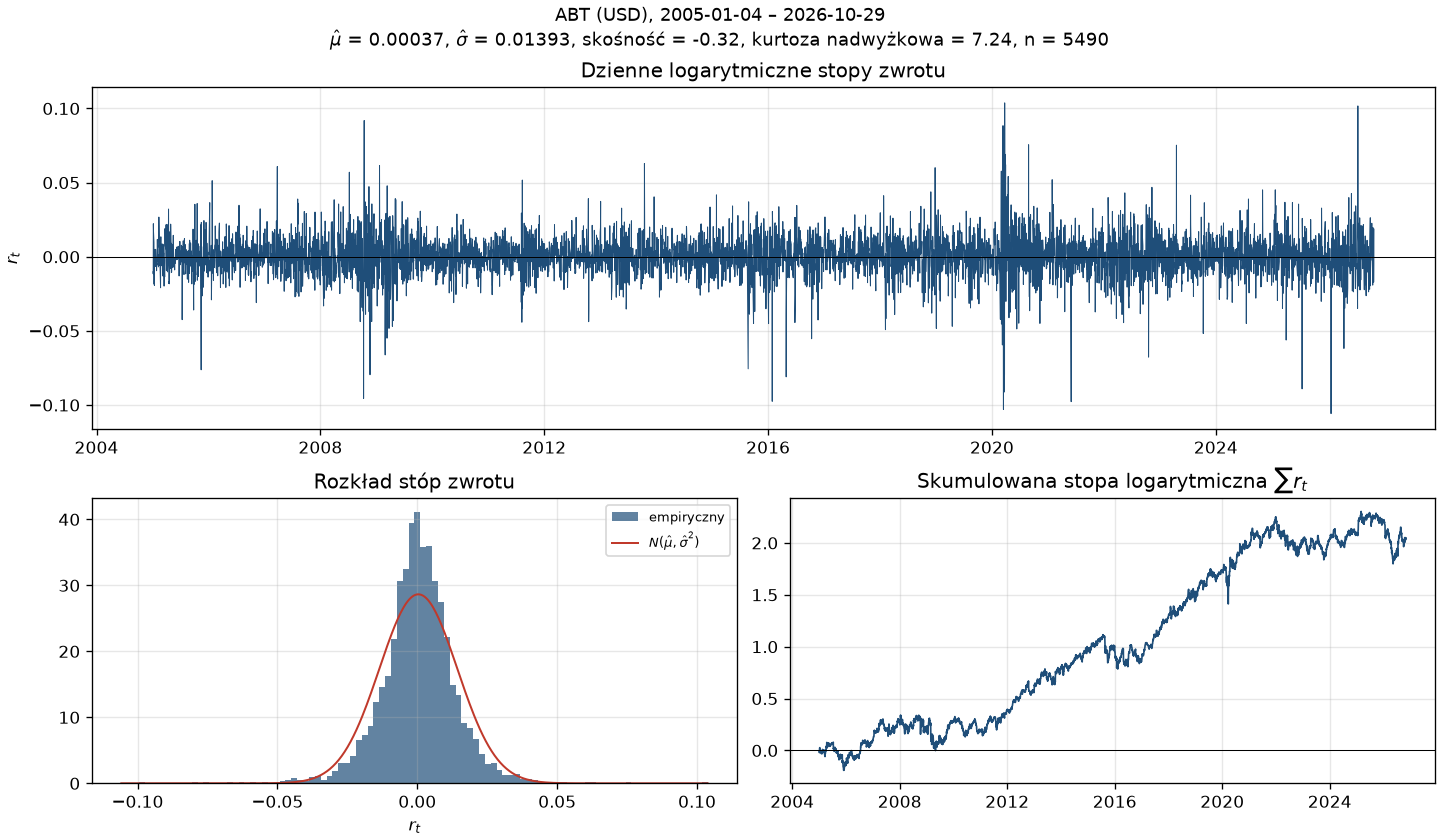 ABT (USD), 2005-01-04 – 2026-10-29
μ̂ = 0.00037, σ̂ = 0.01393, skośność = -0.32, kurtoza nadwyżkowa = 7.24, n = 5490
Dzienne logarytmiczne stopy zwrotu
0.10
0.05
0.00
−0.05
−0.10
r_t
2004 2008 2012 2016 2020 2024
Rozkład stóp zwrotu
40
30
20
10
0
empiryczny
N(μ̂, σ̂²)
−0.10 −0.05 0.00 0.05 0.10
r_t
Skumulowana stopa logarytmiczna ∑r_t
2.0
1.5
1.0
0.5
0.0
2004 2008 2012 2016 2020 2024